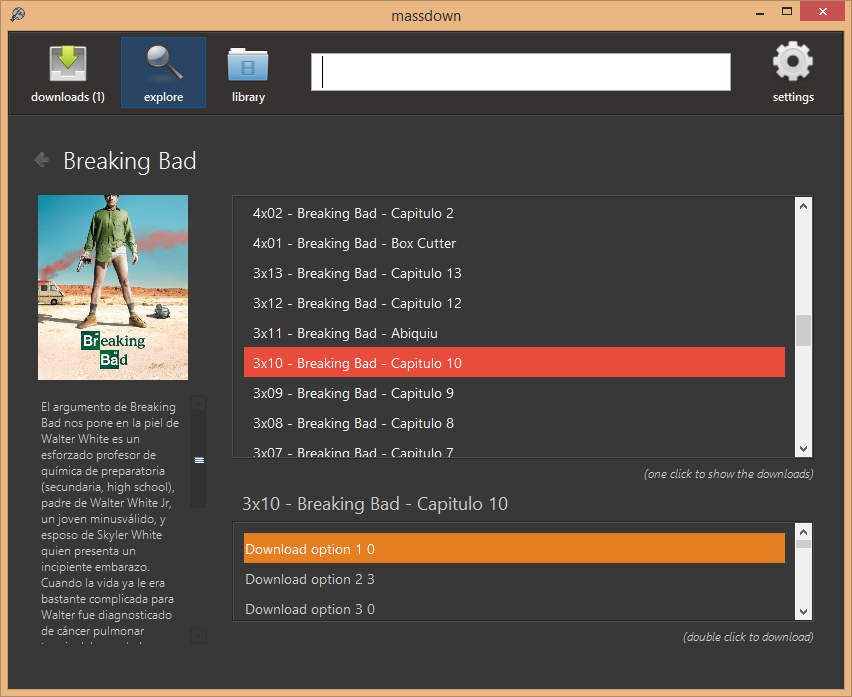 massdown
downloads (1)
explore
library
settings
Breaking Bad
Breaking
Bad
El argumento de Breaking
Bad nos pone en la piel de
Walter White es un
esforzado profesor de
química de preparatoria
(secundaria, high school),
padre de Walter White Jr,
un joven minusválido, y
esposo de Skyler White
quien presenta un
incipiente embarazo.
Cuando la vida ya le era
bastante complicada para
Walter fue diagnosticado
de cáncer pulmonar
4x02 - Breaking Bad - Capitulo 2
4x01 - Breaking Bad - Box Cutter
3x13 - Breaking Bad - Capitulo 13
3x12 - Breaking Bad - Capitulo 12
3x11 - Breaking Bad - Abiquiu
3x10 - Breaking Bad - Capitulo 10
3x09 - Breaking Bad - Capitulo 9
3x08 - Breaking Bad - Capitulo 8
3x07 - Breaking Bad - Capitulo 7
(one click to show the downloads)
3x10 - Breaking Bad - Capitulo 10
Download option 1 0
Download option 2 3
Download option 3 0
(double click to download)